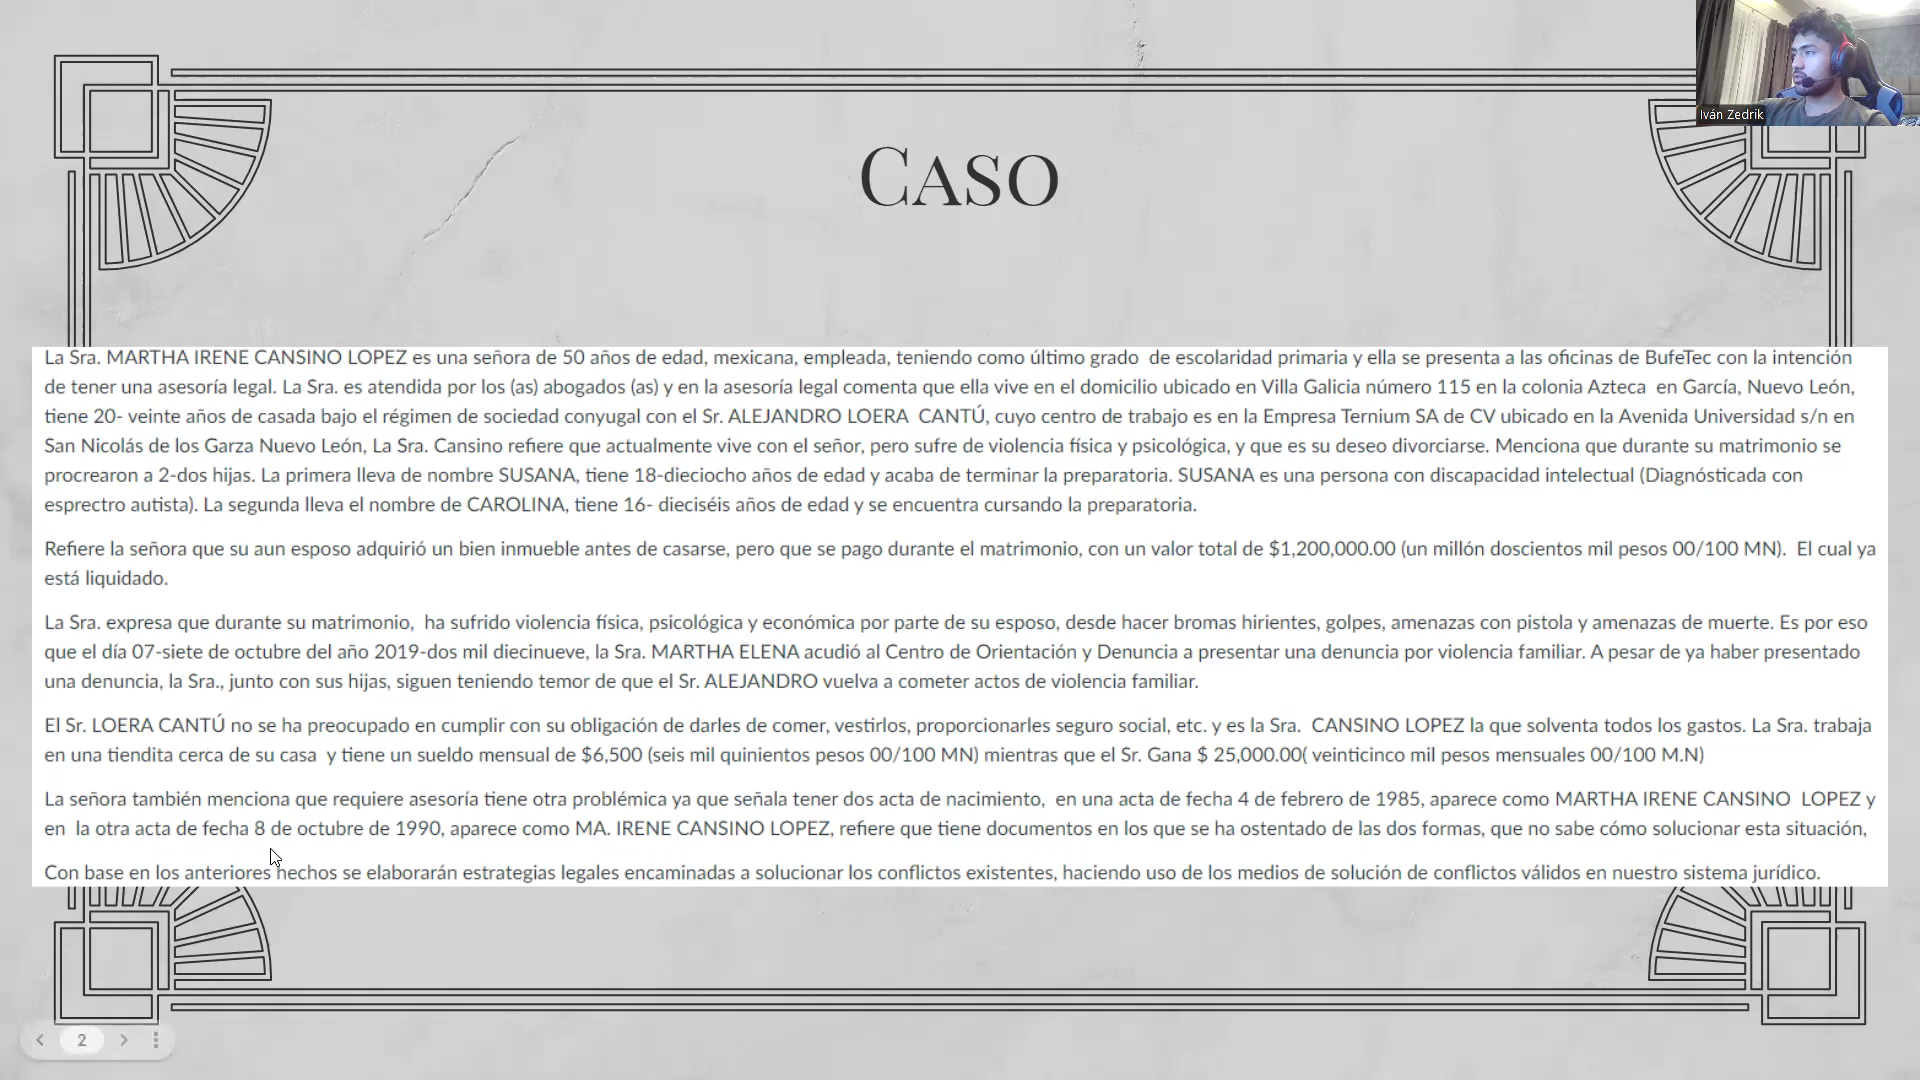 Iván Zedrik
CASO
La Sra. MARTHA IRENE CANSINO LOPEZ es una señora de 50 años de edad, mexicana, empleada, teniendo como último grado  de escolaridad primaria y ella se presenta a las oficinas de BufeTec con la intención
de tener una asesoría legal. La Sra. es atendida por los (as) abogados (as) y en la asesoría legal comenta que ella vive en el domicilio ubicado en Villa Galicia número 115 en la colonia Azteca  en García, Nuevo León,
tiene 20- veinte años de casada bajo el régimen de sociedad conyugal con el Sr. ALEJANDRO LOERA  CANTÚ, cuyo centro de trabajo es en la Empresa Ternium SA de CV ubicado en la Avenida Universidad s/n en
San Nicolás de los Garza Nuevo León, La Sra. Cansino refiere que actualmente vive con el señor, pero sufre de violencia física y psicológica, y que es su deseo divorciarse. Menciona que durante su matrimonio se
procrearon a 2-dos hijas. La primera lleva de nombre SUSANA, tiene 18-dieciocho años de edad y acaba de terminar la preparatoria. SUSANA es una persona con discapacidad intelectual (Diagnósticada con
esprectro autista). La segunda lleva el nombre de CAROLINA, tiene 16- dieciséis años de edad y se encuentra cursando la preparatoria.
Refiere la señora que su aun esposo adquirió un bien inmueble antes de casarse, pero que se pago durante el matrimonio, con un valor total de $1,200,000.00 (un millón doscientos mil pesos 00/100 MN).  El cual ya
está liquidado.
La Sra. expresa que durante su matrimonio,  ha sufrido violencia física, psicológica y económica por parte de su esposo, desde hacer bromas hirientes, golpes, amenazas con pistola y amenazas de muerte. Es por eso
que el día 07-siete de octubre del año 2019-dos mil diecinueve, la Sra. MARTHA ELENA acudió al Centro de Orientación y Denuncia a presentar una denuncia por violencia familiar. A pesar de ya haber presentado
una denuncia, la Sra., junto con sus hijas, siguen teniendo temor de que el Sr. ALEJANDRO vuelva a cometer actos de violencia familiar.
El Sr. LOERA CANTÚ no se ha preocupado en cumplir con su obligación de darles de comer, vestirlos, proporcionarles seguro social, etc. y es la Sra.  CANSINO LOPEZ la que solventa todos los gastos. La Sra. trabaja
en una tiendita cerca de su casa  y tiene un sueldo mensual de $6,500 (seis mil quinientos pesos 00/100 MN) mientras que el Sr. Gana $ 25,000.00( veinticinco mil pesos mensuales 00/100 M.N)
La señora también menciona que requiere asesoría tiene otra problémica ya que señala tener dos acta de nacimiento,  en una acta de fecha 4 de febrero de 1985, aparece como MARTHA IRENE CANSINO  LOPEZ y
en  la otra acta de fecha 8 de octubre de 1990, aparece como MA. IRENE CANSINO LOPEZ, refiere que tiene documentos en los que se ha ostentado de las dos formas, que no sabe cómo solucionar esta situación,
Con base en los anteriores hechos se elaborarán estrategias legales encaminadas a solucionar los conflictos existentes, haciendo uso de los medios de solución de conflictos válidos en nuestro sistema jurídico.
2